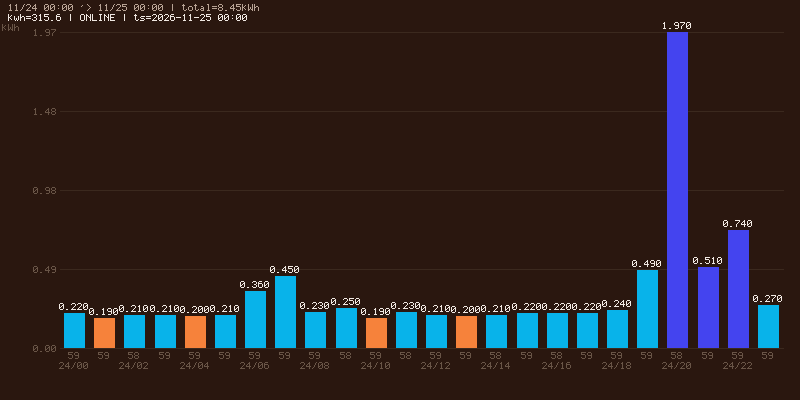 11/24 00:00 -> 11/25 00:00 | total=8.45KWh
Kwh=315.6 | ONLINE | ts=2026-11-25 00:00
KWh
1.97
1.48
0.98
0.49
0.00
0.220 0.190 0.210 0.210 0.200 0.210 0.360 0.450 0.230 0.250 0.190 0.230 0.210 0.200 0.210 0.220 0.220 0.220 0.240 0.490 1.970 0.510 0.740 0.270
59 59 58 59 59 59 59 59 58 58 59 58 59 59 58 59 58 59 59 59 58 59 59 59
24/00 24/02 24/04 24/06 24/08 24/10 24/12 24/14 24/16 24/18 24/20 24/22